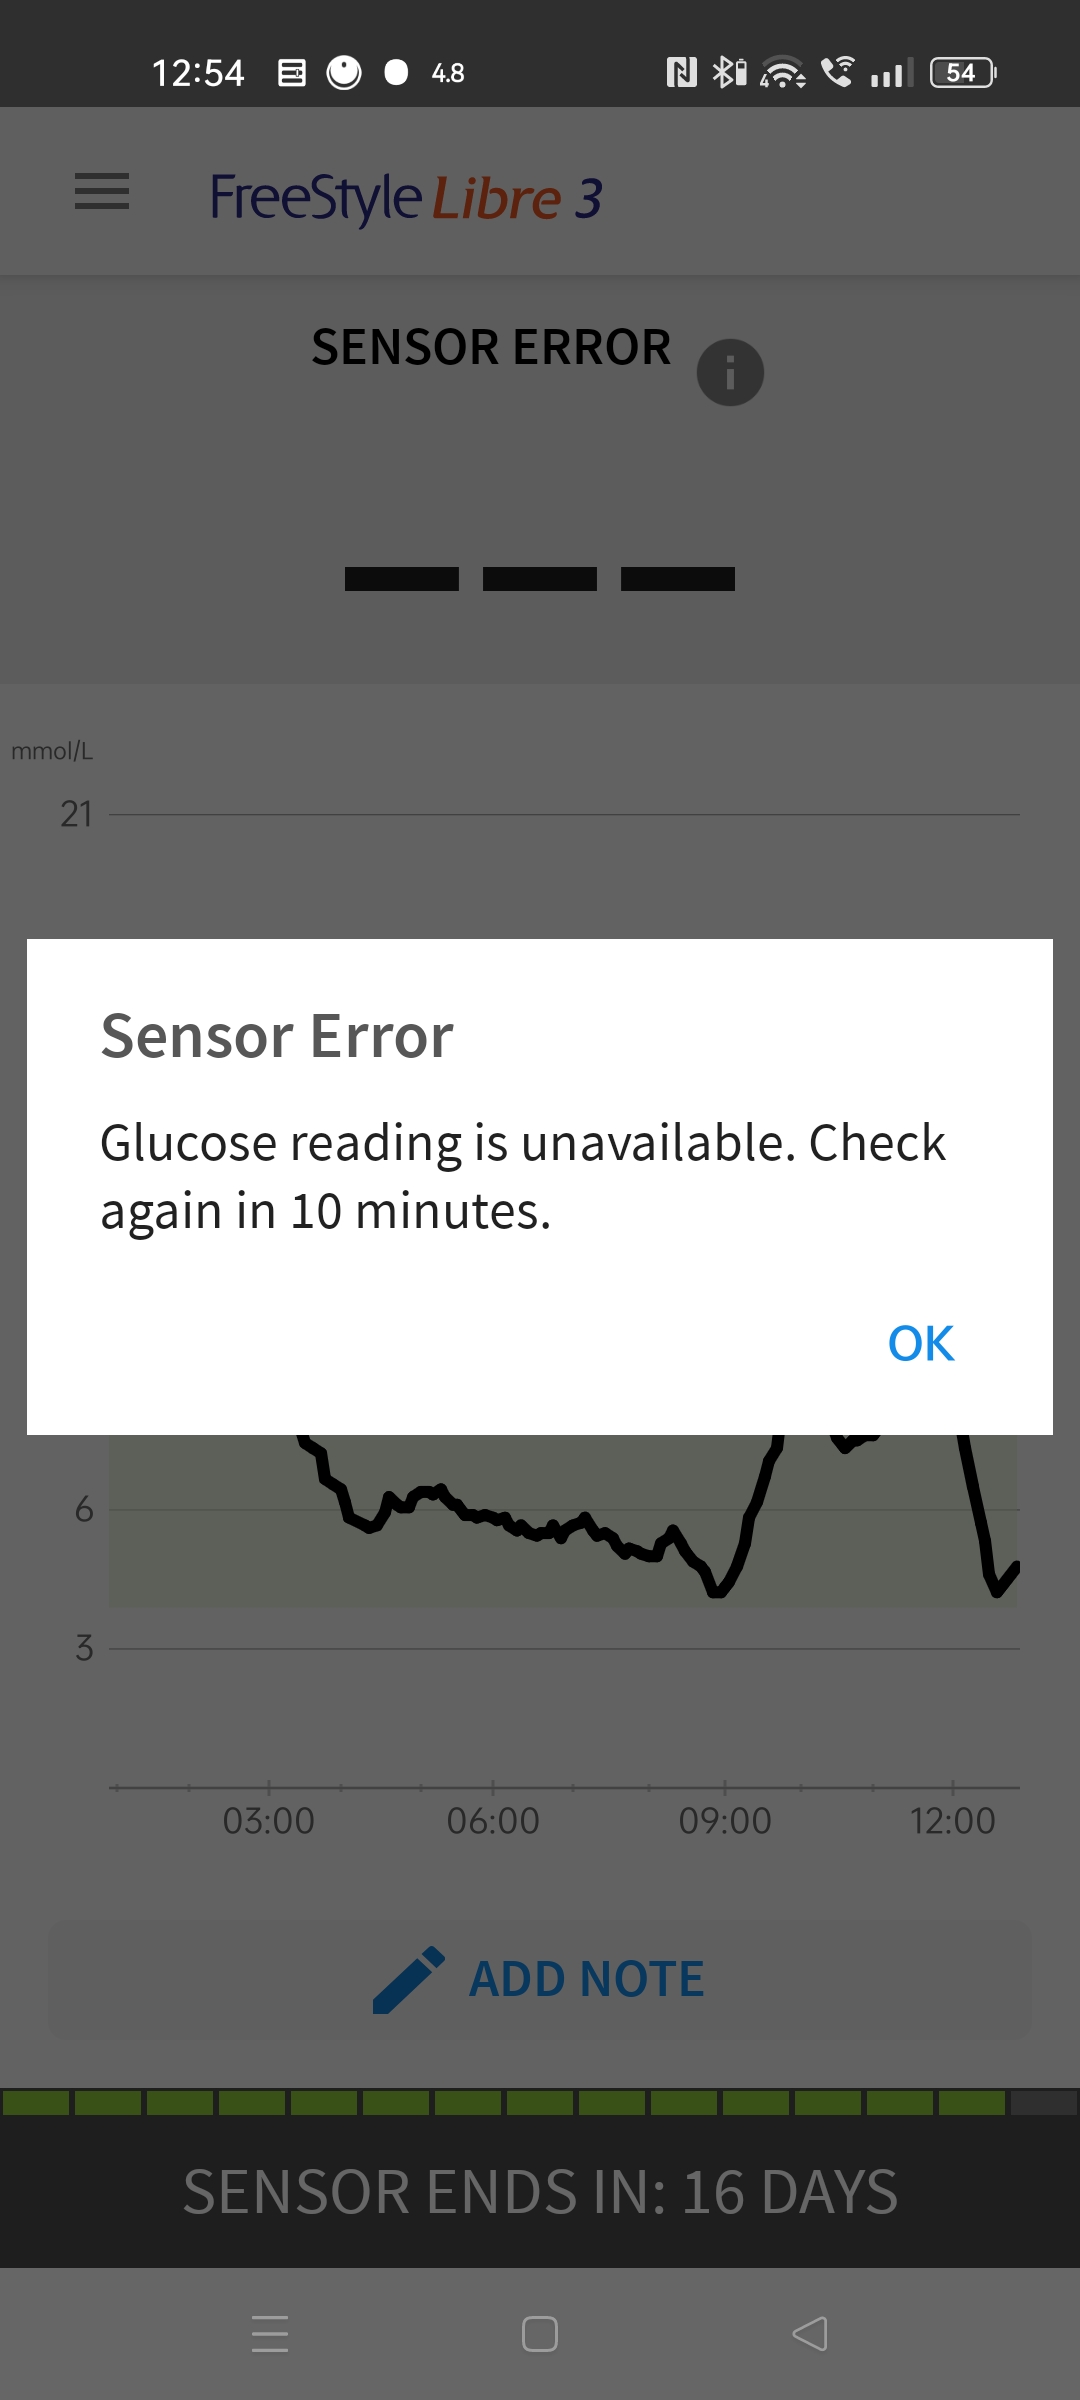 12:54 4.8 4 54
FreeStyle Libre 3
SENSOR ERROR i
mmol/L
21
Sensor Error
Glucose reading is unavailable. Check
again in 10 minutes.
OK
6
3
03:00 06:00 09:00 12:00
ADD NOTE
SENSOR ENDS IN: 16 DAYS